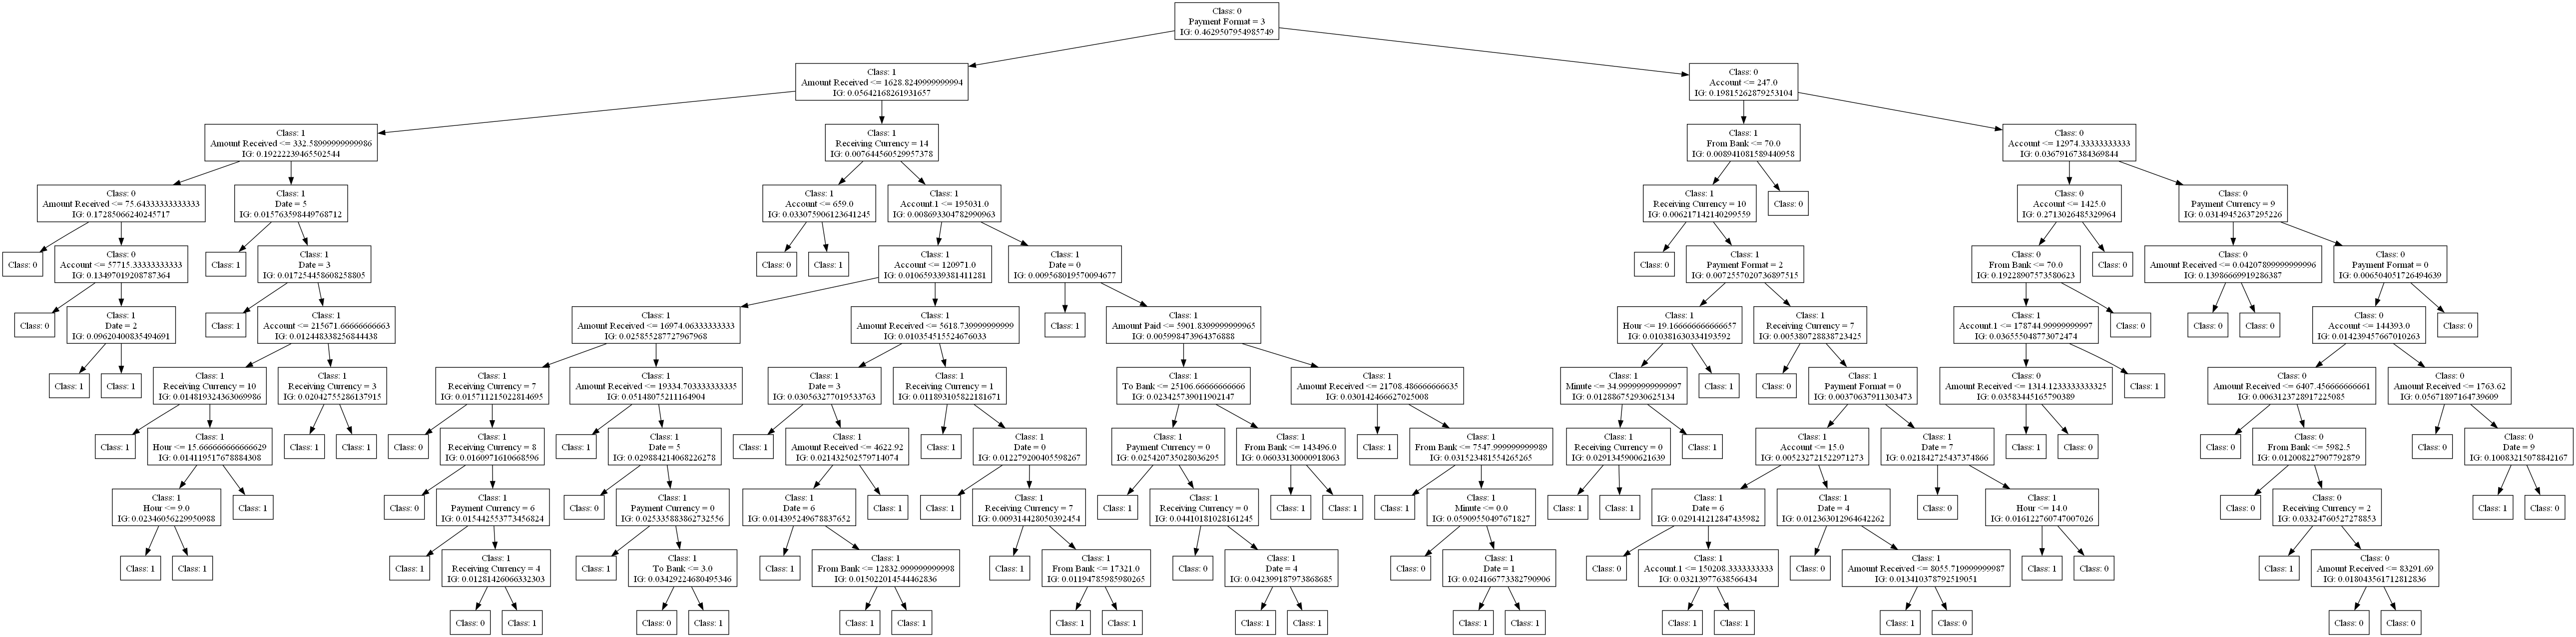 Class: 0
Payment Format = 3
IG: 0.4629507954985749
Class: 1
Amount Received <= 1628.8249999999994
IG: 0.05642168261931657
Class: 0
Account <= 247.0
IG: 0.19815262879253104
Class: 1
Amount Received <= 332.58999999999986
IG: 0.19222239465502544
Class: 1
Receiving Currency = 14
IG: 0.007644560529957378
Class: 1
From Bank <= 70.0
IG: 0.008941081589440958
Class: 0
Account <= 12974.33333333333
IG: 0.03679167384369844
Class: 0
Amount Received <= 75.64333333333333
IG: 0.17285066240245717
Class: 1
Date = 5
IG: 0.015763598449768712
Class: 1
Account <= 659.0
IG: 0.033075906123641245
Class: 1
Account.1 <= 195031.0
IG: 0.008693304782990963
Class: 1
Receiving Currency = 10
IG: 0.006217142140299559
Class: 0
Class: 0
Account <= 1425.0
IG: 0.2713026485329964
Class: 0
Payment Currency = 9
IG: 0.03149452637295226
Class: 0
Class: 0
Account <= 57715.33333333333
IG: 0.13497019208787364
Class: 1
Class: 1
Date = 3
IG: 0.017254458608258805
Class: 0
Class: 1
Class: 1
Account <= 120971.0
IG: 0.010659339381411281
Class: 1
Date = 0
IG: 0.009568019570094677
Class: 0
Class: 1
Payment Format = 2
IG: 0.0072557020736897515
Class: 0
From Bank <= 70.0
IG: 0.19228907573580623
Class: 0
Class: 0
Amount Received <= 0.04207899999999996
IG: 0.13986669919286387
Class: 0
Payment Format = 0
IG: 0.006504051726494639
Class: 0
Class: 1
Date = 2
IG: 0.09620400835494691
Class: 1
Class: 1
Account <= 215671.66666666663
IG: 0.012448338256844438
Class: 1
Amount Received <= 16974.06333333333
IG: 0.025855287727967968
Class: 1
Amount Received <= 5618.739999999999
IG: 0.010354515524676033
Class: 1
Class: 1
Amount Paid <= 5901.8399999999965
IG: 0.005998473964376888
Class: 1
Hour <= 19.166666666666657
IG: 0.010381630334193592
Class: 1
Receiving Currency = 7
IG: 0.005380728838723425
Class: 1
Account.1 <= 178744.99999999997
IG: 0.036555048773072474
Class: 0
Class: 0
Class: 0
Class: 0
Account <= 144393.0
IG: 0.014239457667010263
Class: 0
Class: 1
Class: 1
Class: 1
Receiving Currency = 10
IG: 0.014819324363069986
Class: 1
Receiving Currency = 3
IG: 0.02042755286137915
Class: 1
Receiving Currency = 7
IG: 0.015711215022814695
Class: 1
Amount Received <= 19334.703333333335
IG: 0.05148075211164904
Class: 1
Date = 3
IG: 0.030563277019533763
Class: 1
Receiving Currency = 1
IG: 0.011893105822181671
Class: 1
To Bank <= 25106.66666666666
IG: 0.023425739011902147
Class: 1
Amount Received <= 21708.486666666635
IG: 0.030142466627025008
Class: 1
Minute <= 34.99999999999997
IG: 0.012886752930625134
Class: 1
Class: 0
Class: 1
Payment Format = 0
IG: 0.00370637911303473
Class: 0
Amount Received <= 1314.1233333333325
IG: 0.03583445165790389
Class: 1
Class: 0
Amount Received <= 6407.456666666661
IG: 0.0063123728917225085
Class: 0
Amount Received <= 1763.62
IG: 0.05671897164739609
Class: 1
Class: 1
Hour <= 15.666666666666629
IG: 0.014119517678884308
Class: 1
Class: 1
Class: 0
Class: 1
Receiving Currency = 8
IG: 0.0160971610668596
Class: 1
Class: 1
Date = 5
IG: 0.029884214068226278
Class: 1
Class: 1
Amount Received <= 4622.92
IG: 0.021432502579714074
Class: 1
Class: 1
Date = 0
IG: 0.012279200405598267
Class: 1
Payment Currency = 0
IG: 0.025420735028036295
Class: 1
From Bank <= 143496.0
IG: 0.06033130000918063
Class: 1
Class: 1
From Bank <= 7547.999999999989
IG: 0.031523481554265265
Class: 1
Receiving Currency = 0
IG: 0.0291345900621639
Class: 1
Class: 1
Account <= 15.0
IG: 0.005232721522971273
Class: 1
Date = 7
IG: 0.021842725437374866
Class: 1
Class: 0
Class: 0
Class: 0
From Bank <= 5982.5
IG: 0.012008227907792879
Class: 0
Class: 0
Date = 9
IG: 0.10083215078842167
Class: 1
Hour <= 9.0
IG: 0.02346056229950988
Class: 1
Class: 0
Class: 1
Payment Currency = 6
IG: 0.015442553773456824
Class: 0
Class: 1
Payment Currency = 0
IG: 0.025335883862732556
Class: 1
Date = 6
IG: 0.014395249678837652
Class: 1
Class: 1
Class: 1
Receiving Currency = 7
IG: 0.009314428050392454
Class: 1
Class: 1
Receiving Currency = 0
IG: 0.04410181028161245
Class: 1
Class: 1
Class: 1
Class: 1
Minute <= 0.0
IG: 0.05909550497671827
Class: 1
Class: 1
Class: 1
Date = 6
IG: 0.029141212847435982
Class: 1
Date = 4
IG: 0.012363012964642262
Class: 0
Class: 1
Hour <= 14.0
IG: 0.016122760747007026
Class: 0
Class: 0
Receiving Currency = 2
IG: 0.03324760527278853
Class: 1
Class: 0
Class: 1
Class: 1
Class: 1
Class: 1
Receiving Currency = 4
IG: 0.01281426066332303
Class: 1
Class: 1
To Bank <= 3.0
IG: 0.03429224680495346
Class: 1
Class: 1
From Bank <= 12832.999999999998
IG: 0.015022014544462836
Class: 1
Class: 1
From Bank <= 17321.0
IG: 0.01194785985980265
Class: 0
Class: 1
Date = 4
IG: 0.042399187973868685
Class: 0
Class: 1
Date = 1
IG: 0.024166773382790906
Class: 0
Class: 1
Account.1 <= 150208.3333333333
IG: 0.03213977638566434
Class: 0
Class: 1
Amount Received <= 8055.719999999987
IG: 0.013410378792519051
Class: 1
Class: 0
Class: 1
Class: 0
Amount Received <= 83291.69
IG: 0.018043561712812836
Class: 0
Class: 1
Class: 0
Class: 1
Class: 1
Class: 1
Class: 1
Class: 1
Class: 1
Class: 1
Class: 1
Class: 1
Class: 1
Class: 1
Class: 1
Class: 0
Class: 0
Class: 0